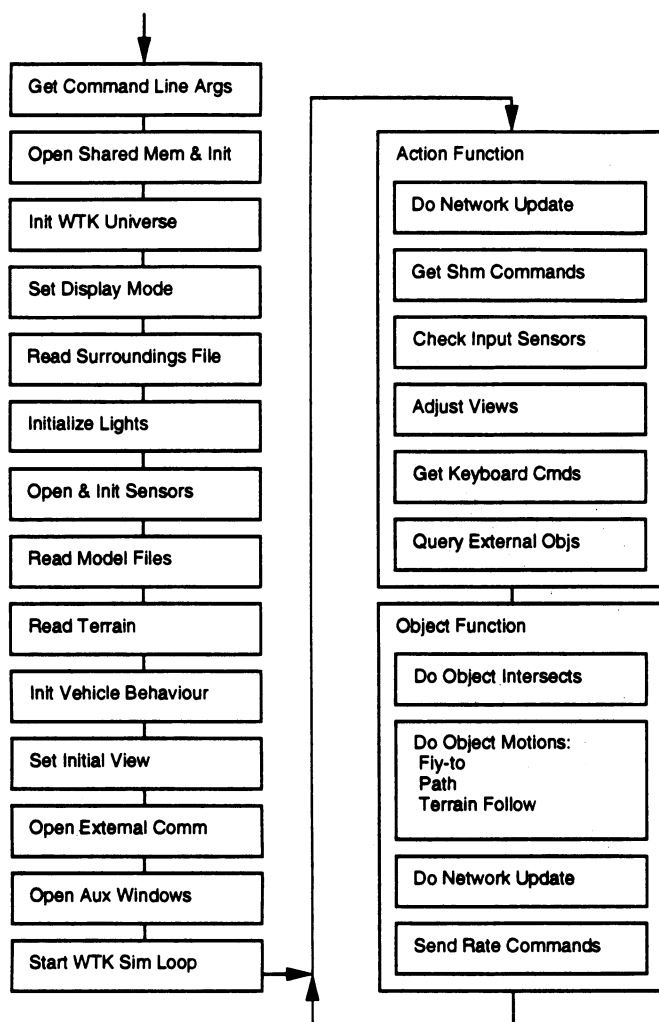 Get Command Line Args
Open Shared Mem & Init
Init WTK Universe
Set Display Mode
Read Surroundings File
Initialize Lights
Open & Init Sensors
Read Model Files
Read Terrain
Init Vehicle Behaviour
Set Initial View
Open External Comm
Open Aux Windows
Start WTK Sim Loop
Action Function
Do Network Update
Get Shm Commands
Check Input Sensors
Adjust Views
Get Keyboard Cmds
Query External Objs
Object Function
Do Object Intersects
Do Object Motions:
Fly-to
Path
Terrain Follow
Do Network Update
Send Rate Commands